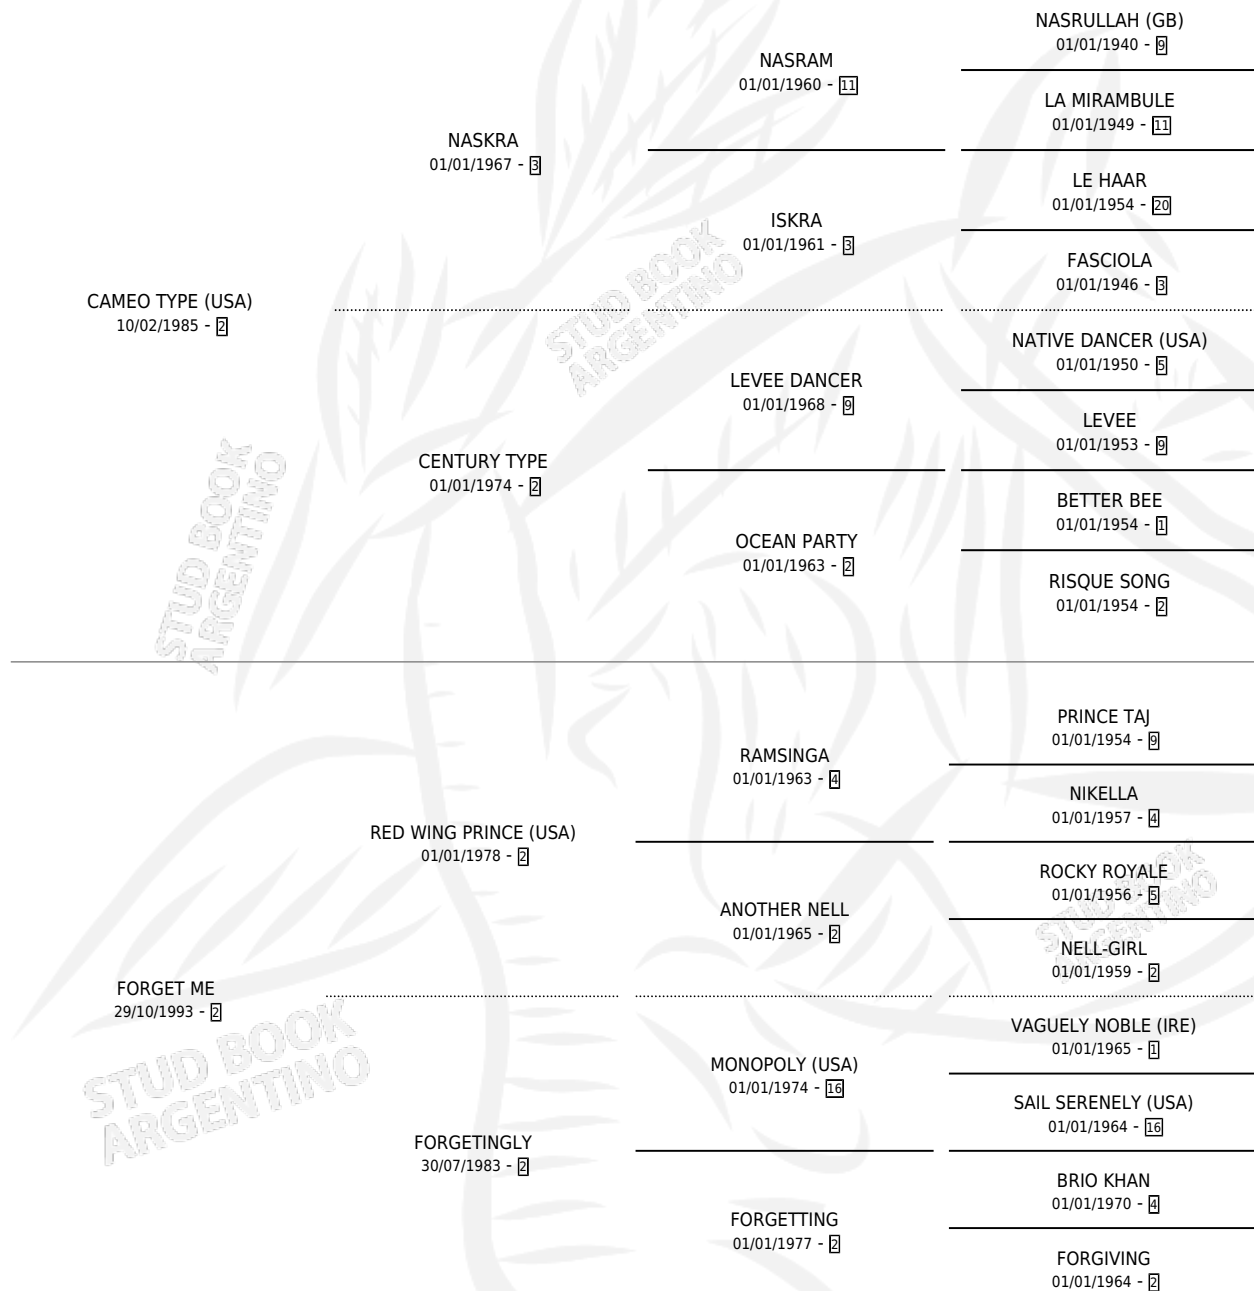 NASRULLAH (GB)
01/01/1940 - 9
NASRAM
01/01/1960 - 11
LA MIRAMBULE
01/01/1949 - 11
NASKRA
01/01/1967 - 3
LE HAAR
01/01/1954 - 20
ISKRA
01/01/1961 - 3
FASCIOLA
01/01/1946 - 3
CAMEO TYPE (USA)
10/02/1985 - 2
NATIVE DANCER (USA)
01/01/1950 - 5
LEVEE DANCER
01/01/1968 - 9
LEVEE
01/01/1953 - 9
CENTURY TYPE
01/01/1974 - 2
BETTER BEE
01/01/1954 - 1
OCEAN PARTY
01/01/1963 - 2
RISQUE SONG
01/01/1954 - 2
PRINCE TAJ
01/01/1954 - 9
RAMSINGA
01/01/1963 - 4
NIKELLA
01/01/1957 - 4
RED WING PRINCE (USA)
01/01/1978 - 2
ROCKY ROYALE
01/01/1956 - 5
ANOTHER NELL
01/01/1965 - 2
NELL-GIRL
01/01/1959 - 2
FORGET ME
29/10/1993 - 2
VAGUELY NOBLE (IRE)
01/01/1965 - 1
MONOPOLY (USA)
01/01/1974 - 16
SAIL SERENELY (USA)
01/01/1964 - 16
FORGETINGLY
30/07/1983 - 2
BRIO KHAN
01/01/1970 - 4
FORGETTING
01/01/1977 - 2
FORGIVING
01/01/1964 - 2
STUD BOOK
ARGENTINO
STUD BOOK
ARGENTINO
STUD BOOK
ARGENTINO
STUD BOOK
ARGENTINO